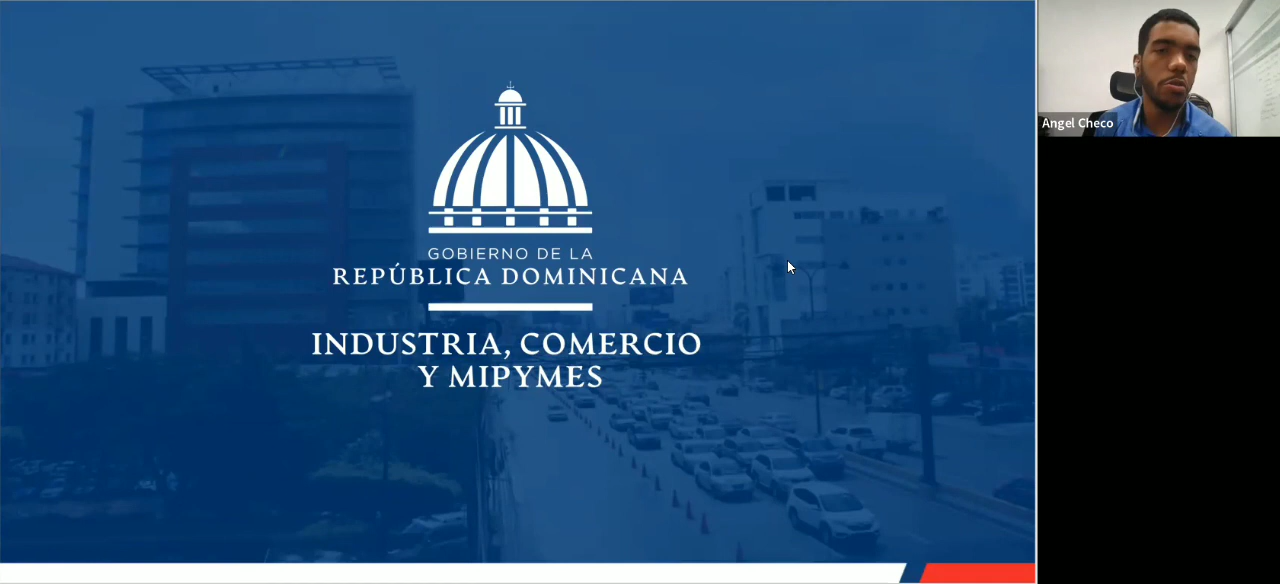 GOBIERNO DE LA
REPÚBLICA DOMINICANA
INDUSTRIA, COMERCIO
Y MIPYMES
Angel Checo